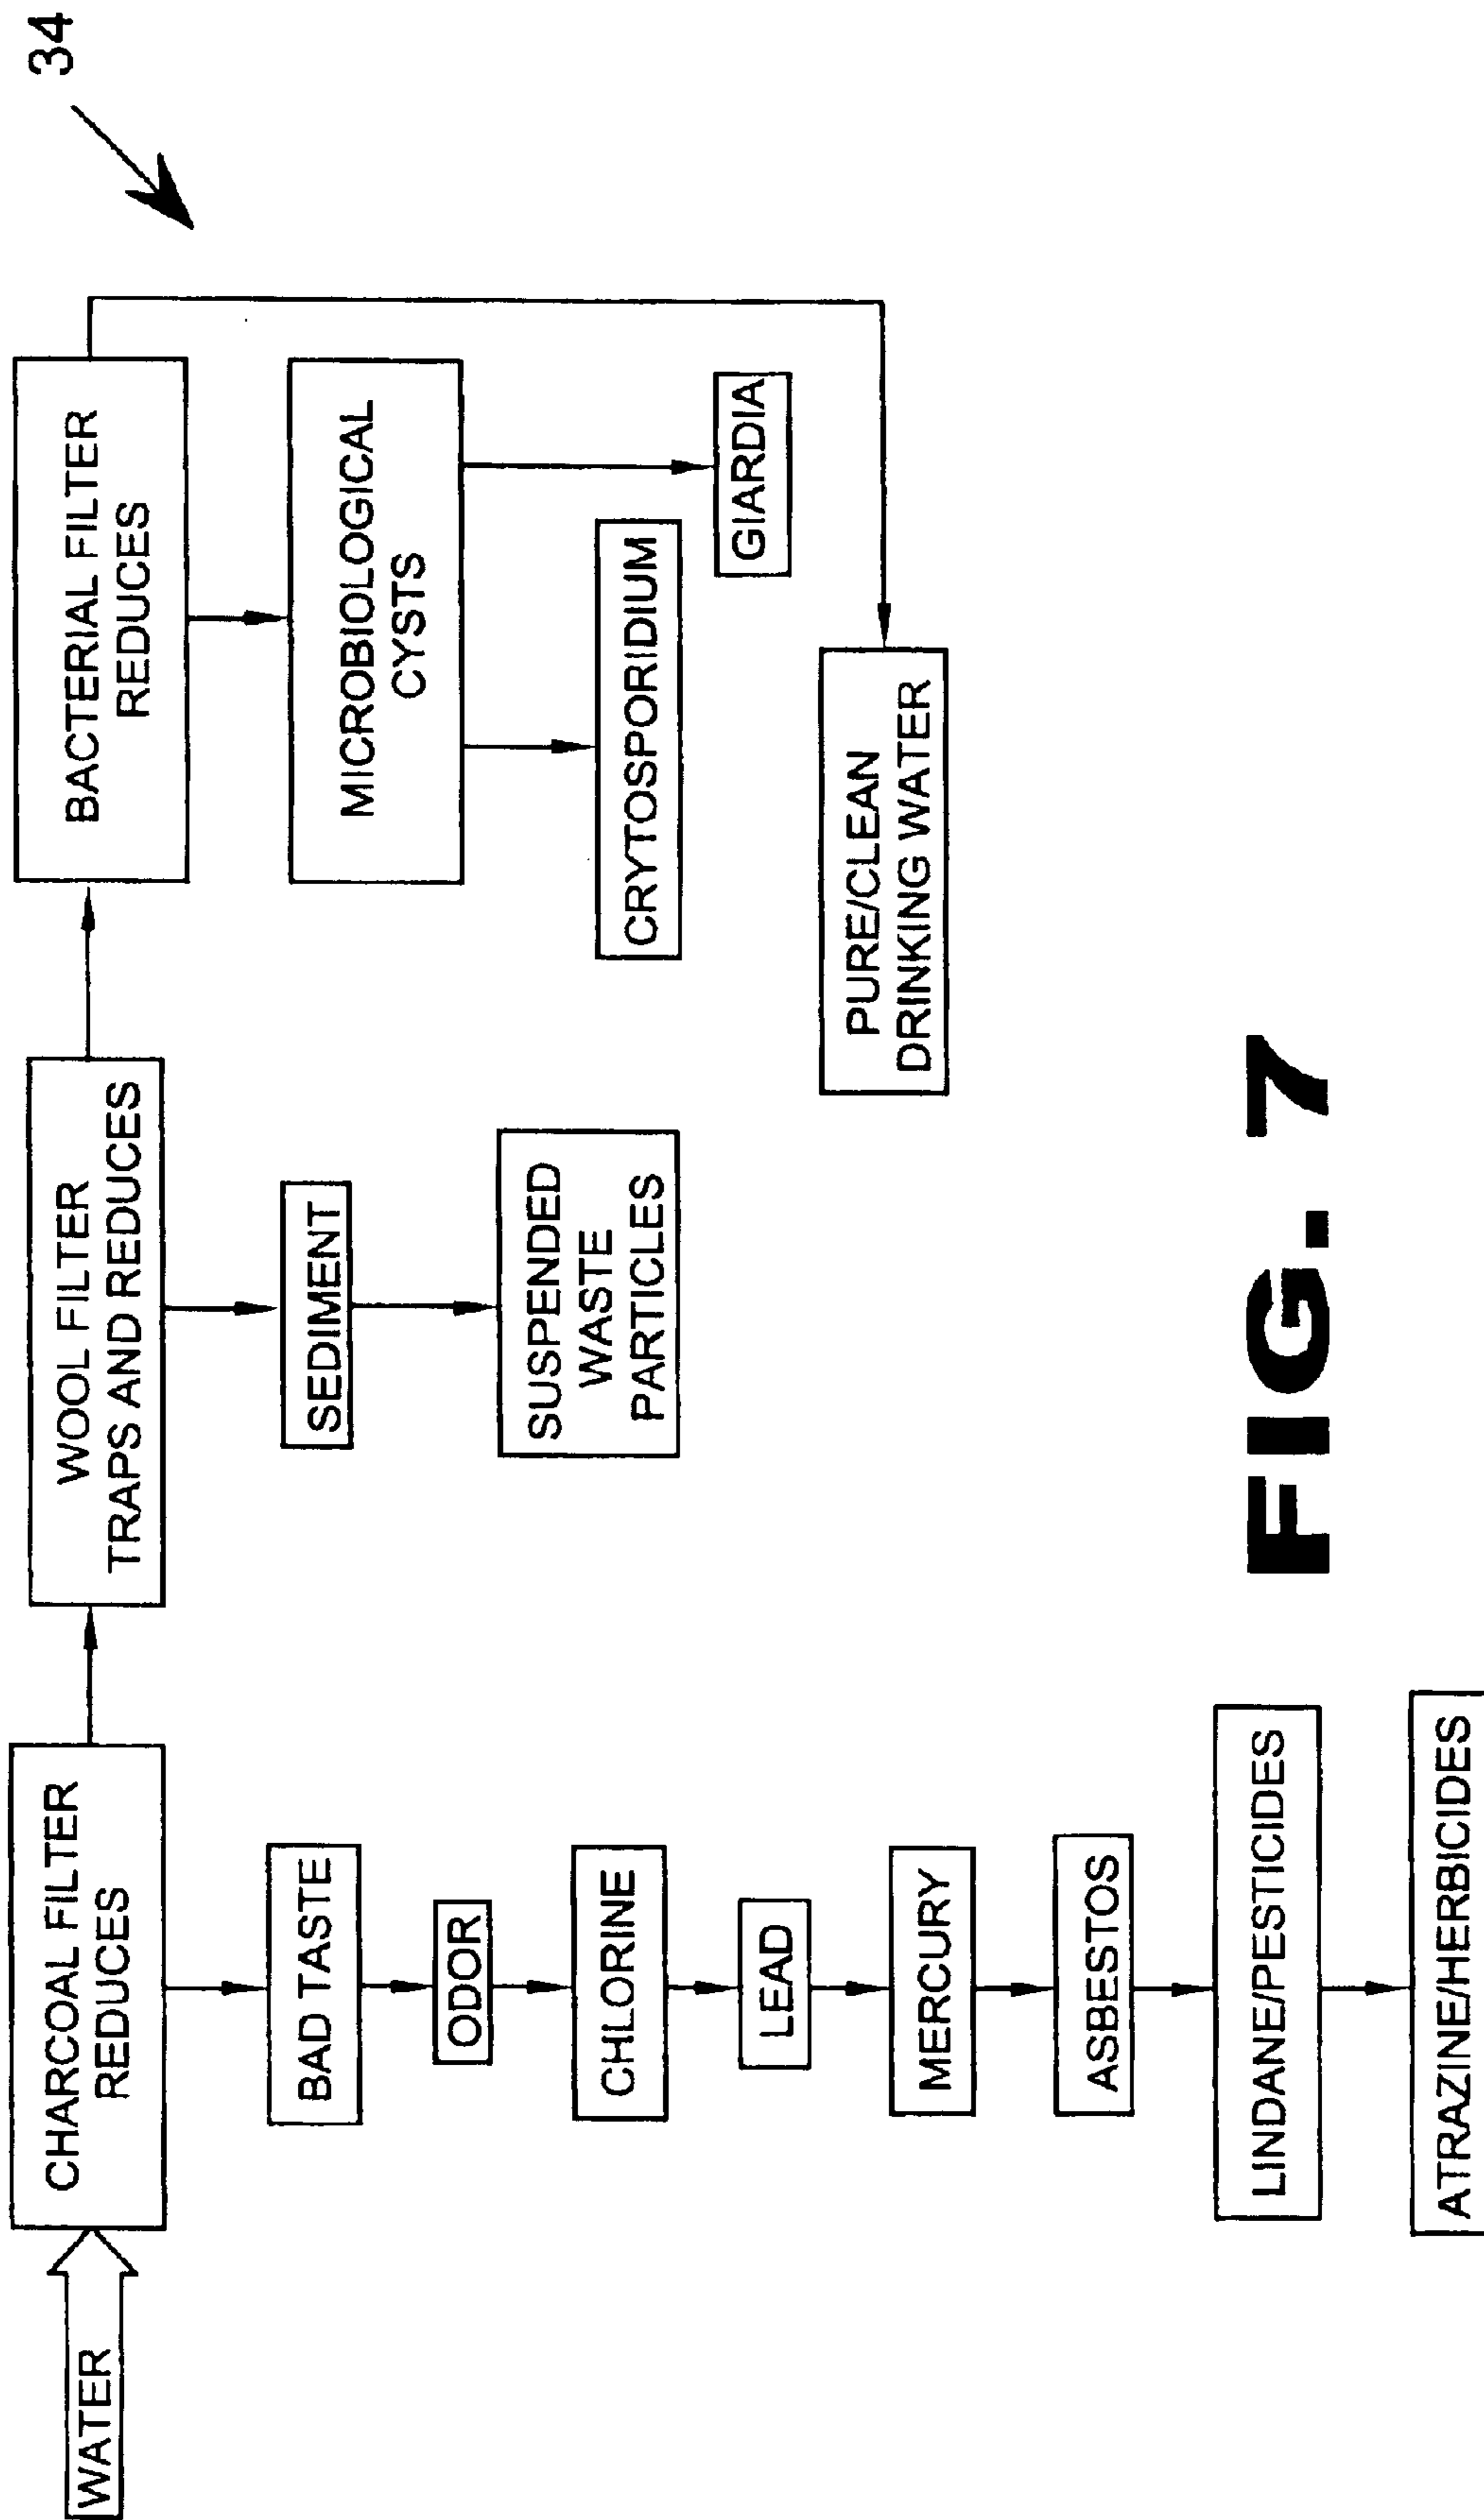 34
WATER
CHARCOAL FILTER
REDUCES
BAD TASTE
ODOR
CHLORINE
LEAD
MERCURY
ASBESTOS
LINDANE/PESTICIDES
ATRAZINE/HERBICIDES
WOOL FILTER
TRAPS AND REDUCES
SEDIMENT
SUSPENDED
WASTE
PARTICLES
BACTERIAL FILTER
REDUCES
MICROBIOLOGICAL
CYSTS
CRYTOSPORIDIUM
GIARDIA
PURE/CLEAN
DRINKING WATER
FIG. 7